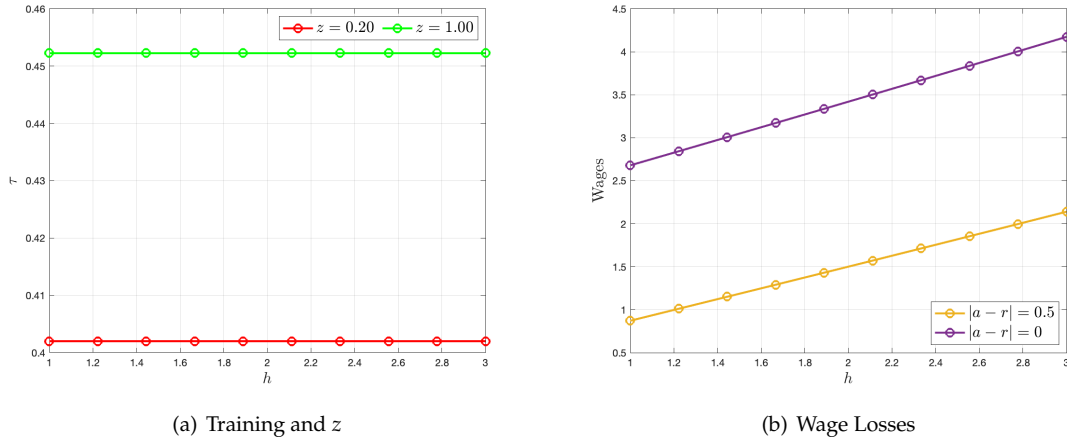 0.46
0.45
0.44
0.43
0.42
0.41
0.4
τ
z = 0.20
z = 1.00
1 1.2 1.4 1.6 1.8 2 2.2 2.4 2.6 2.8 3
h
(a) Training and z
4.5
4
3.5
3
2.5
2
1.5
1
0.5
Wages
|a − r| = 0.5
|a − r| = 0
1 1.2 1.4 1.6 1.8 2 2.2 2.4 2.6 2.8 3
h
(b) Wage Losses